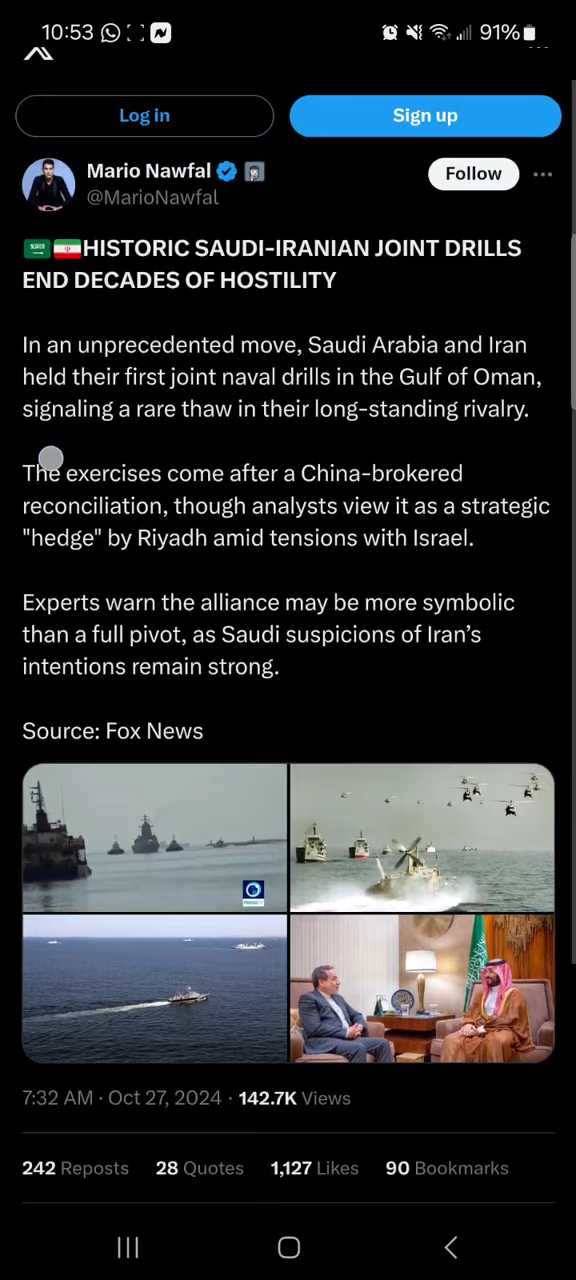 10:53
91%
Log in
Sign up
Mario Nawfal
Follow
@MarioNawfal
HISTORIC SAUDI-IRANIAN JOINT DRILLS
END DECADES OF HOSTILITY
In an unprecedented move, Saudi Arabia and Iran
held their first joint naval drills in the Gulf of Oman,
signaling a rare thaw in their long-standing rivalry.
The exercises come after a China-brokered
reconciliation, though analysts view it as a strategic
"hedge" by Riyadh amid tensions with Israel.
Experts warn the alliance may be more symbolic
than a full pivot, as Saudi suspicions of Iran’s
intentions remain strong.
Source: Fox News
7:32 AM · Oct 27, 2024 · 142.7K Views
242 Reposts 28 Quotes 1,127 Likes 90 Bookmarks